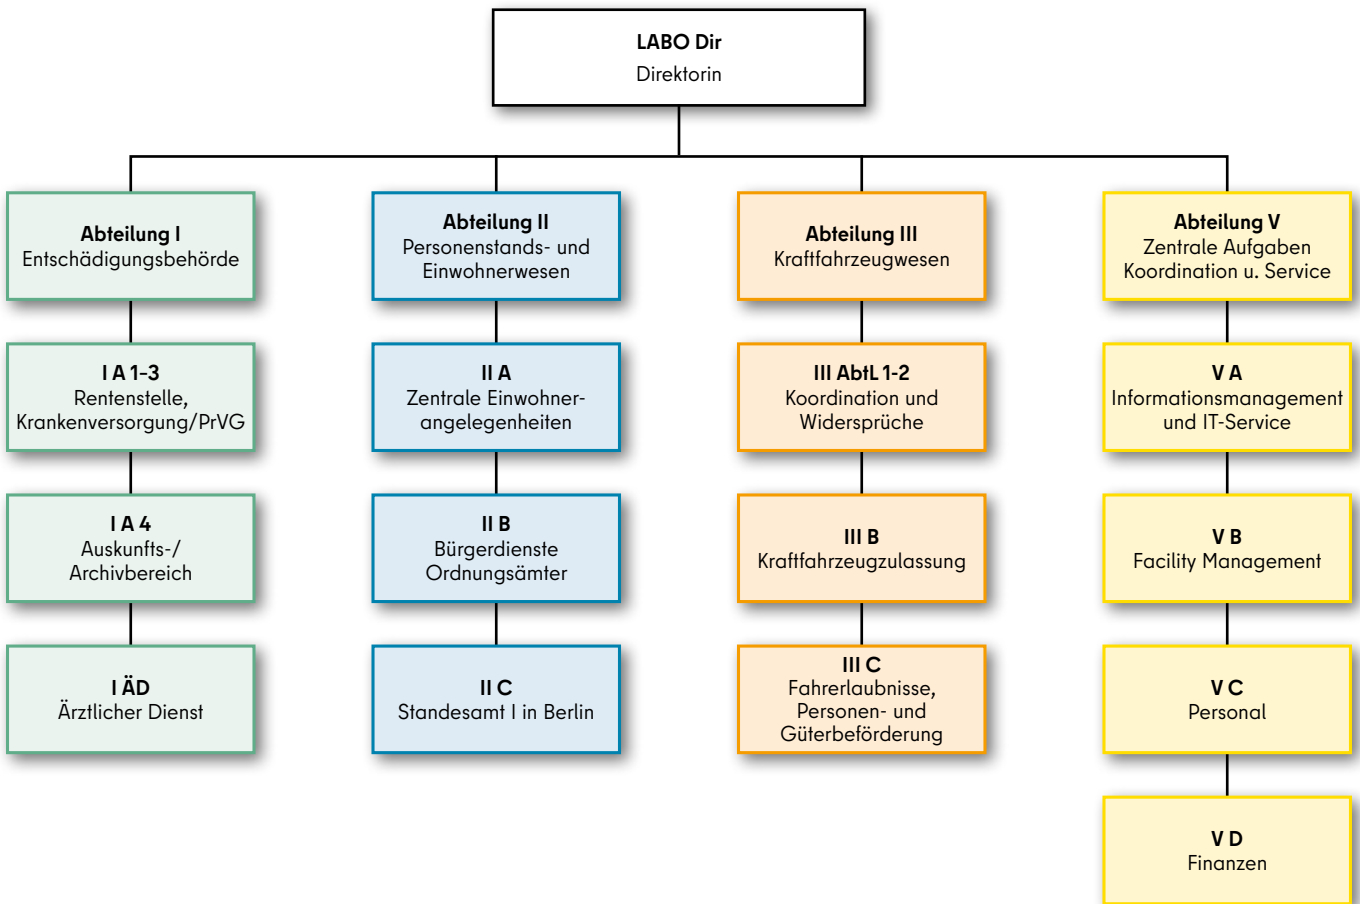 LABO Dir
Direktorin
Abteilung I
Entschädigungsbehörde
Abteilung II
Personenstands- und
Einwohnerwesen
Abteilung III
Kraftfahrzeugwesen
Abteilung V
Zentrale Aufgaben
Koordination u. Service
I A 1–3
Rentenstelle,
Krankenversorgung/PrVG
II A
Zentrale Einwohner-
angelegenheiten
III AbtL 1-2
Koordination und
Widersprüche
V A
Informationsmanagement
und IT-Service
I A 4
Auskunfts-/
Archivbereich
II B
Bürgerdienste
Ordnungsämter
III B
Kraftfahrzeugzulassung
V B
Facility Management
I ÄD
Ärztlicher Dienst
II C
Standesamt I in Berlin
III C
Fahrerlaubnisse,
Personen- und
Güterbeförderung
V C
Personal
V D
Finanzen